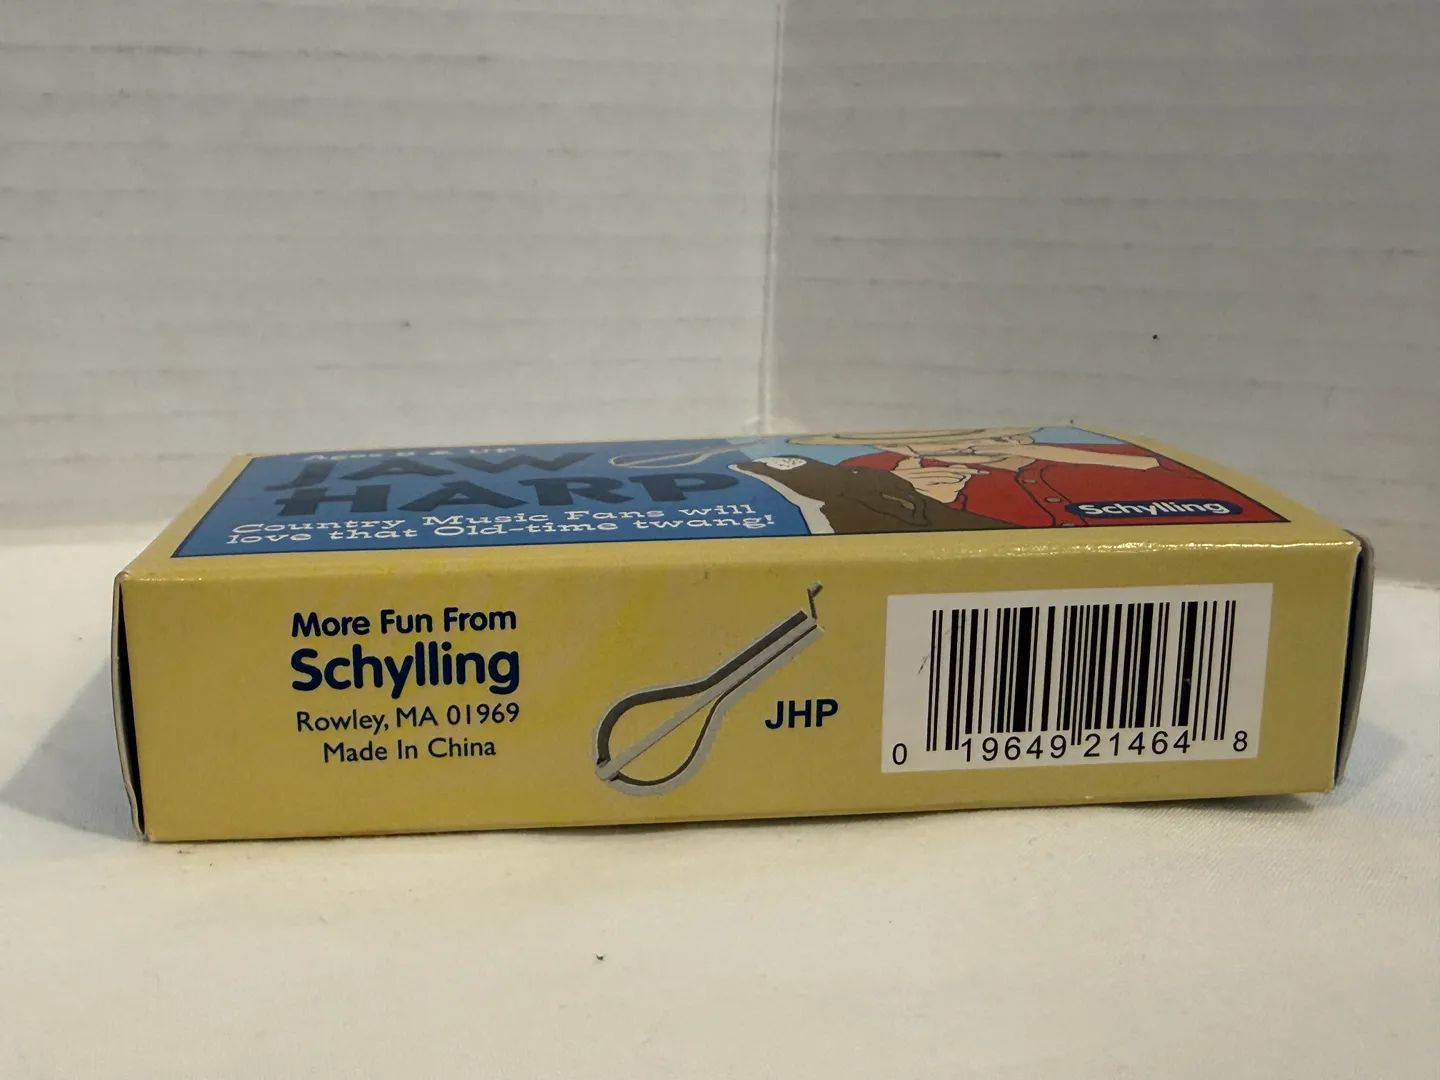 Ages 8 & UP
JAW
HARP
Country Music Fans will
love that Old-time twang!
Schylling
More Fun From
Schylling
Rowley, MA 01969
Made In China
JHP
0 19649 21464 8